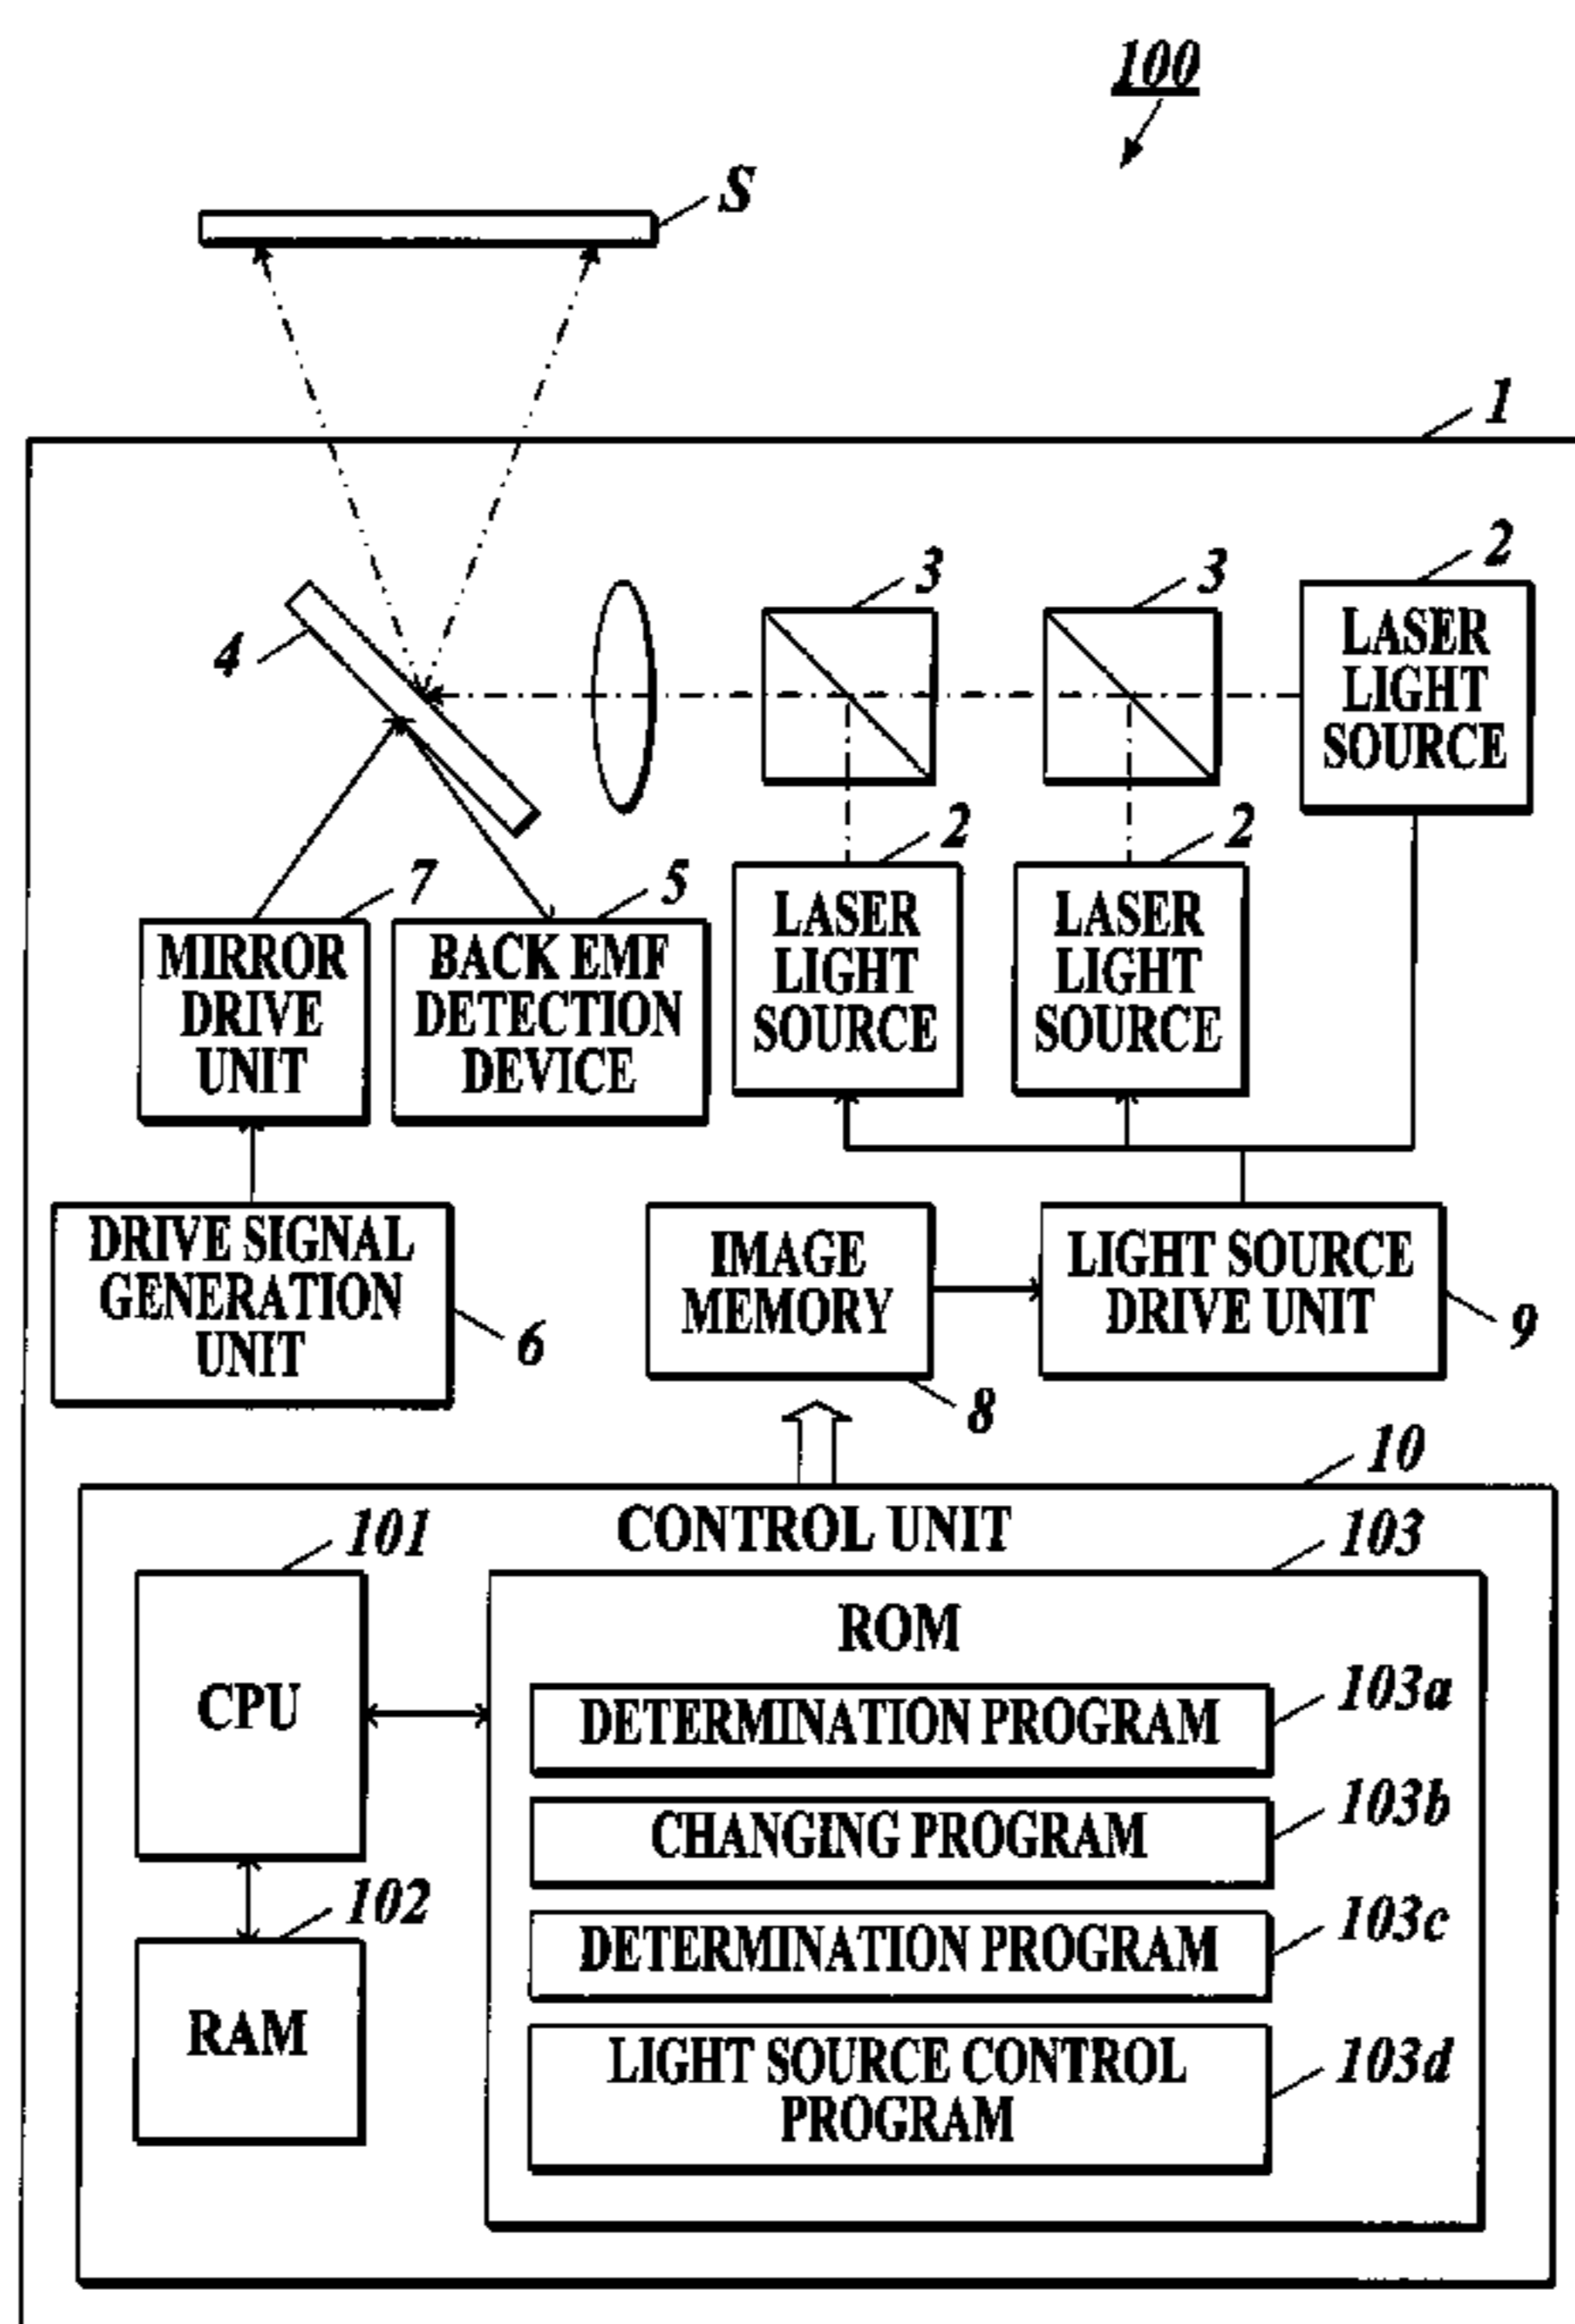 100
S
1
2
3
3
LASER
LIGHT
SOURCE
4
2
2
7
5
LASER
LIGHT
SOURCE
LASER
LIGHT
SOURCE
MIRROR
DRIVE
UNIT
BACK EMF
DETECTION
DEVICE
DRIVE SIGNAL
GENERATION
UNIT
6
IMAGE
MEMORY
8
LIGHT SOURCE
DRIVE UNIT
9
10
CONTROL UNIT
101
CPU
102
RAM
103
ROM
DETERMINATION PROGRAM
103a
CHANGING PROGRAM
103b
DETERMINATION PROGRAM
103c
LIGHT SOURCE CONTROL
PROGRAM
103d